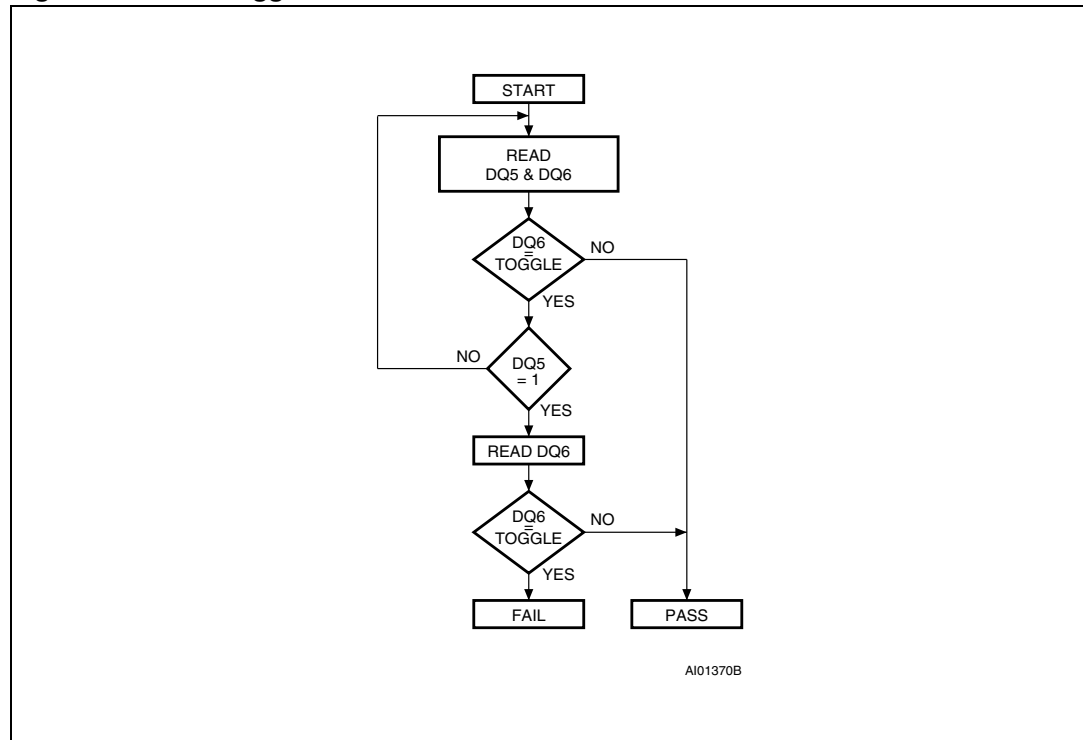 START
READ
DQ5 & DQ6
DQ6
=
TOGGLE
NO
YES
NO
DQ5
= 1
YES
READ DQ6
DQ6
=
TOGGLE
NO
YES
FAIL
PASS
AI01370B